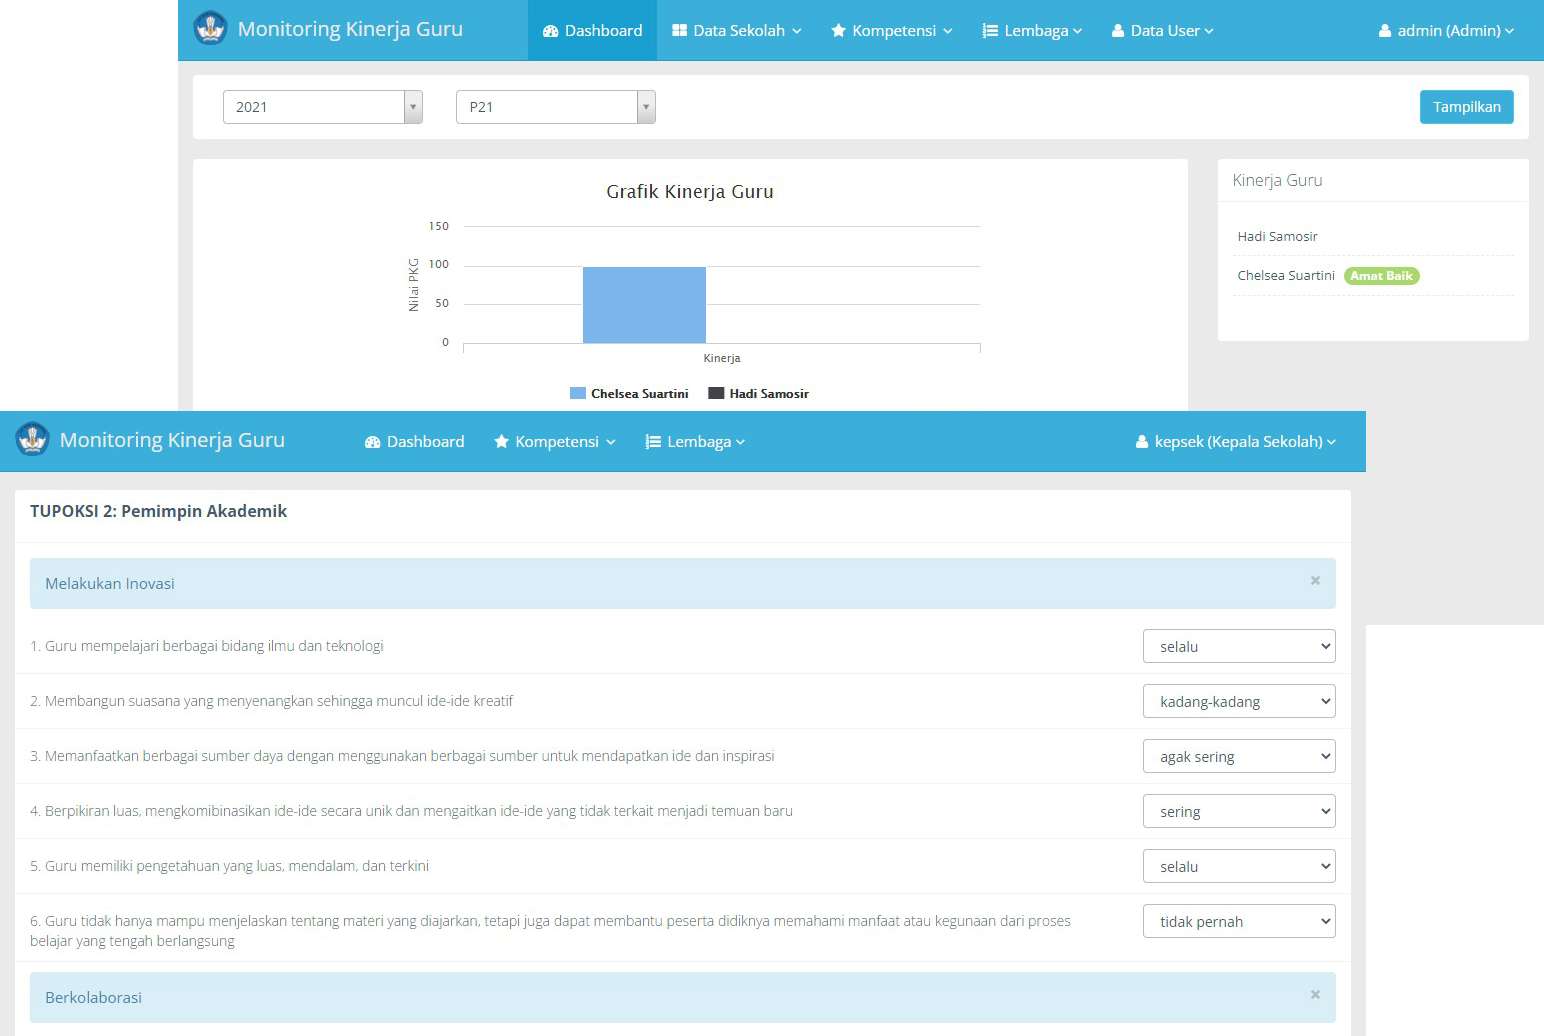 Monitoring Kinerja Guru
Dashboard
Data Sekolah
Kompetensi
Lembaga
Data User
admin (Admin)
2021
P21
Tampilkan
Grafik Kinerja Guru
150
100
50
0
Nilai PKG
Kinerja
Chelsea Suartini
Hadi Samosir
Kinerja Guru
Hadi Samosir
Chelsea Suartini Amat Baik
Monitoring Kinerja Guru
Dashboard
Kompetensi
Lembaga
kepsek (Kepala Sekolah)
TUPOKSI 2: Pemimpin Akademik
Melakukan Inovasi
×
1. Guru mempelajari berbagai bidang ilmu dan teknologi
selalu
2. Membangun suasana yang menyenangkan sehingga muncul ide-ide kreatif
kadang-kadang
3. Memanfaatkan berbagai sumber daya dengan menggunakan berbagai sumber untuk mendapatkan ide dan inspirasi
agak sering
4. Berpikiran luas, mengkombinasikan ide-ide secara unik dan mengaitkan ide-ide yang tidak terkait menjadi temuan baru
sering
5. Guru memiliki pengetahuan yang luas, mendalam, dan terkini
selalu
6. Guru tidak hanya mampu menjelaskan tentang materi yang diajarkan, tetapi juga dapat membantu peserta didiknya memahami manfaat atau kegunaan dari proses
belajar yang tengah berlangsung
tidak pernah
Berkolaborasi
×